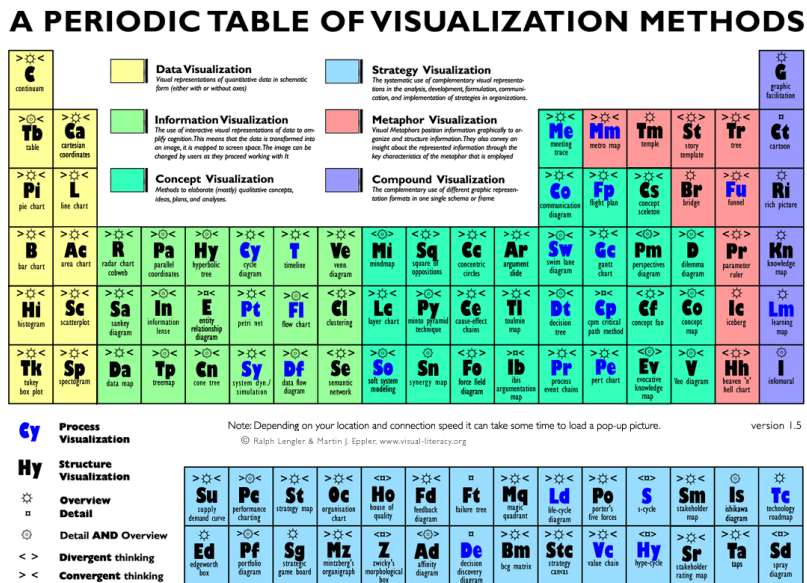 A PERIODIC TABLE OF VISUALIZATION METHODS
> < C continuum
Data Visualization
Visual representations of quantitative data in schematic
form (either with or without axes)
Strategy Visualization
The systematic use of complementary visual representa-
tions in the analysis, development, formulation, communi-
cation, and implementation of strategies in organizations.
> < G graphic facilitation
> < Tb table
> < Ca cartesian coordinates
Information Visualization
The use of interactive visual representations of data to am-
plify cognition. This means that the data is transformed into
an image, it is mapped to screen space. The image can be
changed by users as they proceed working with it
Metaphor Visualization
Visual Metaphors position information graphically to or-
ganize and structure information. They also convey an
insight about the represented information through the
key characteristics of the metaphor that is employed
Me meeting trace
Mm metro map
Tm temple
St story template
Tr tree
Ct cartoon
Pi pie chart
L line chart
Concept Visualization
Methods to elaborate (mostly) qualitative concepts,
ideas, plans, and analyses.
Compound Visualization
The complementary use of different graphic represen-
tation formats in one single schema or frame
Co communication diagram
Fp flight plan
Cs concept sceleton
Br bridge
Fu funnel
Ri rich picture
B bar chart
Ac area chart
R radar chart cobweb
Pa parallel coordinates
Hy hyperbolic tree
Cy cycle diagram
T timeline
Ve venn diagram
Mi mindmap
Sq square of oppositions
Cc concentric circles
Ar argument slide
Sw swim lane diagram
Gc gantt chart
Pm perspectives diagram
D dilemma diagram
Pr parameter ruler
Kn knowledge map
Hi histogram
Sc scatterplot
Sa sankey diagram
In information lense
E entity relationship diagram
Pt petri net
Fl flow chart
Cl clustering
Lc layer chart
Py minto pyramid technique
Ce cause-effect chains
Tl toulmin map
Dt decision tree
Cp cpm critical path method
Cf concept fan
Co concept map
Ic iceberg
Lm learning map
Tk tukey box plot
Sp spectogram
Da data map
Tp treemap
Cn cone tree
Sy system dyn./ simulation
Df data flow diagram
Se semantic network
So soft system modeling
Sn synergy map
Fo force field diagram
Ib ibis argumentation map
Pr process event chains
Pe pert chart
Ev evocative knowledge map
V Vee diagram
Hh heaven 'n' hell chart
I infomural
Cy Process Visualization
Note: Depending on your location and connection speed it can take some time to load a pop-up picture.
version 1.5
© Ralph Lengler & Martin J. Eppler, www.visual-literacy.org
Hy Structure Visualization
Overview
Detail
Detail AND Overview
< > Divergent thinking
> < Convergent thinking
Su supply demand curve
Pc performance charting
St strategy map
Oc organisation chart
Ho house of quality
Fd feedback diagram
Ft failure tree
Mq magic quadrant
Ld life-cycle diagram
Po porter's five forces
S s-cycle
Sm stakeholder map
Is ishikawa diagram
Tc technology roadmap
Ed edgeworth box
Pf portfolio diagram
Sg strategic game board
Mz mintzberg's organigraph
Z zwicky's morphological box
Ad affinity diagram
De decision discovery diagram
Bm bcg matrix
Stc strategy canvas
Vc value chain
Hy hype-cycle
Sr stakeholder rating map
Ta taps
Sd spray diagram